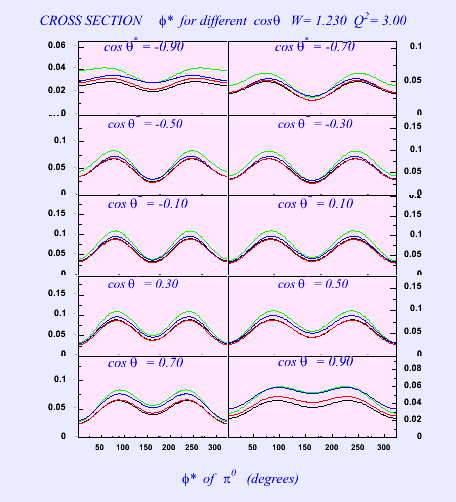 CROSS SECTION ϕ* for different cosθ W= 1.230 Q2= 3.00
cos θ* = -0.90 cos θ* = -0.70
0.06 0.04 0.02 0
0.1 0.05 0
cos θ* = -0.50 cos θ* = -0.30
0.1 0.05 0
0.15 0.1 0.05 0
cos θ* = -0.10 cos θ* = 0.10
0.15 0.1 0.05 0
0.15 0.1 0.05 0
cos θ* = 0.30 cos θ* = 0.50
0.15 0.1 0.05 0
0.15 0.1 0.05 0
cos θ* = 0.70 cos θ* = 0.90
0.1 0.05 0
0.08 0.06 0.04 0.02 0
50 100 150 200 250 300 50 100 150 200 250 300
ϕ* of π0 (degrees)